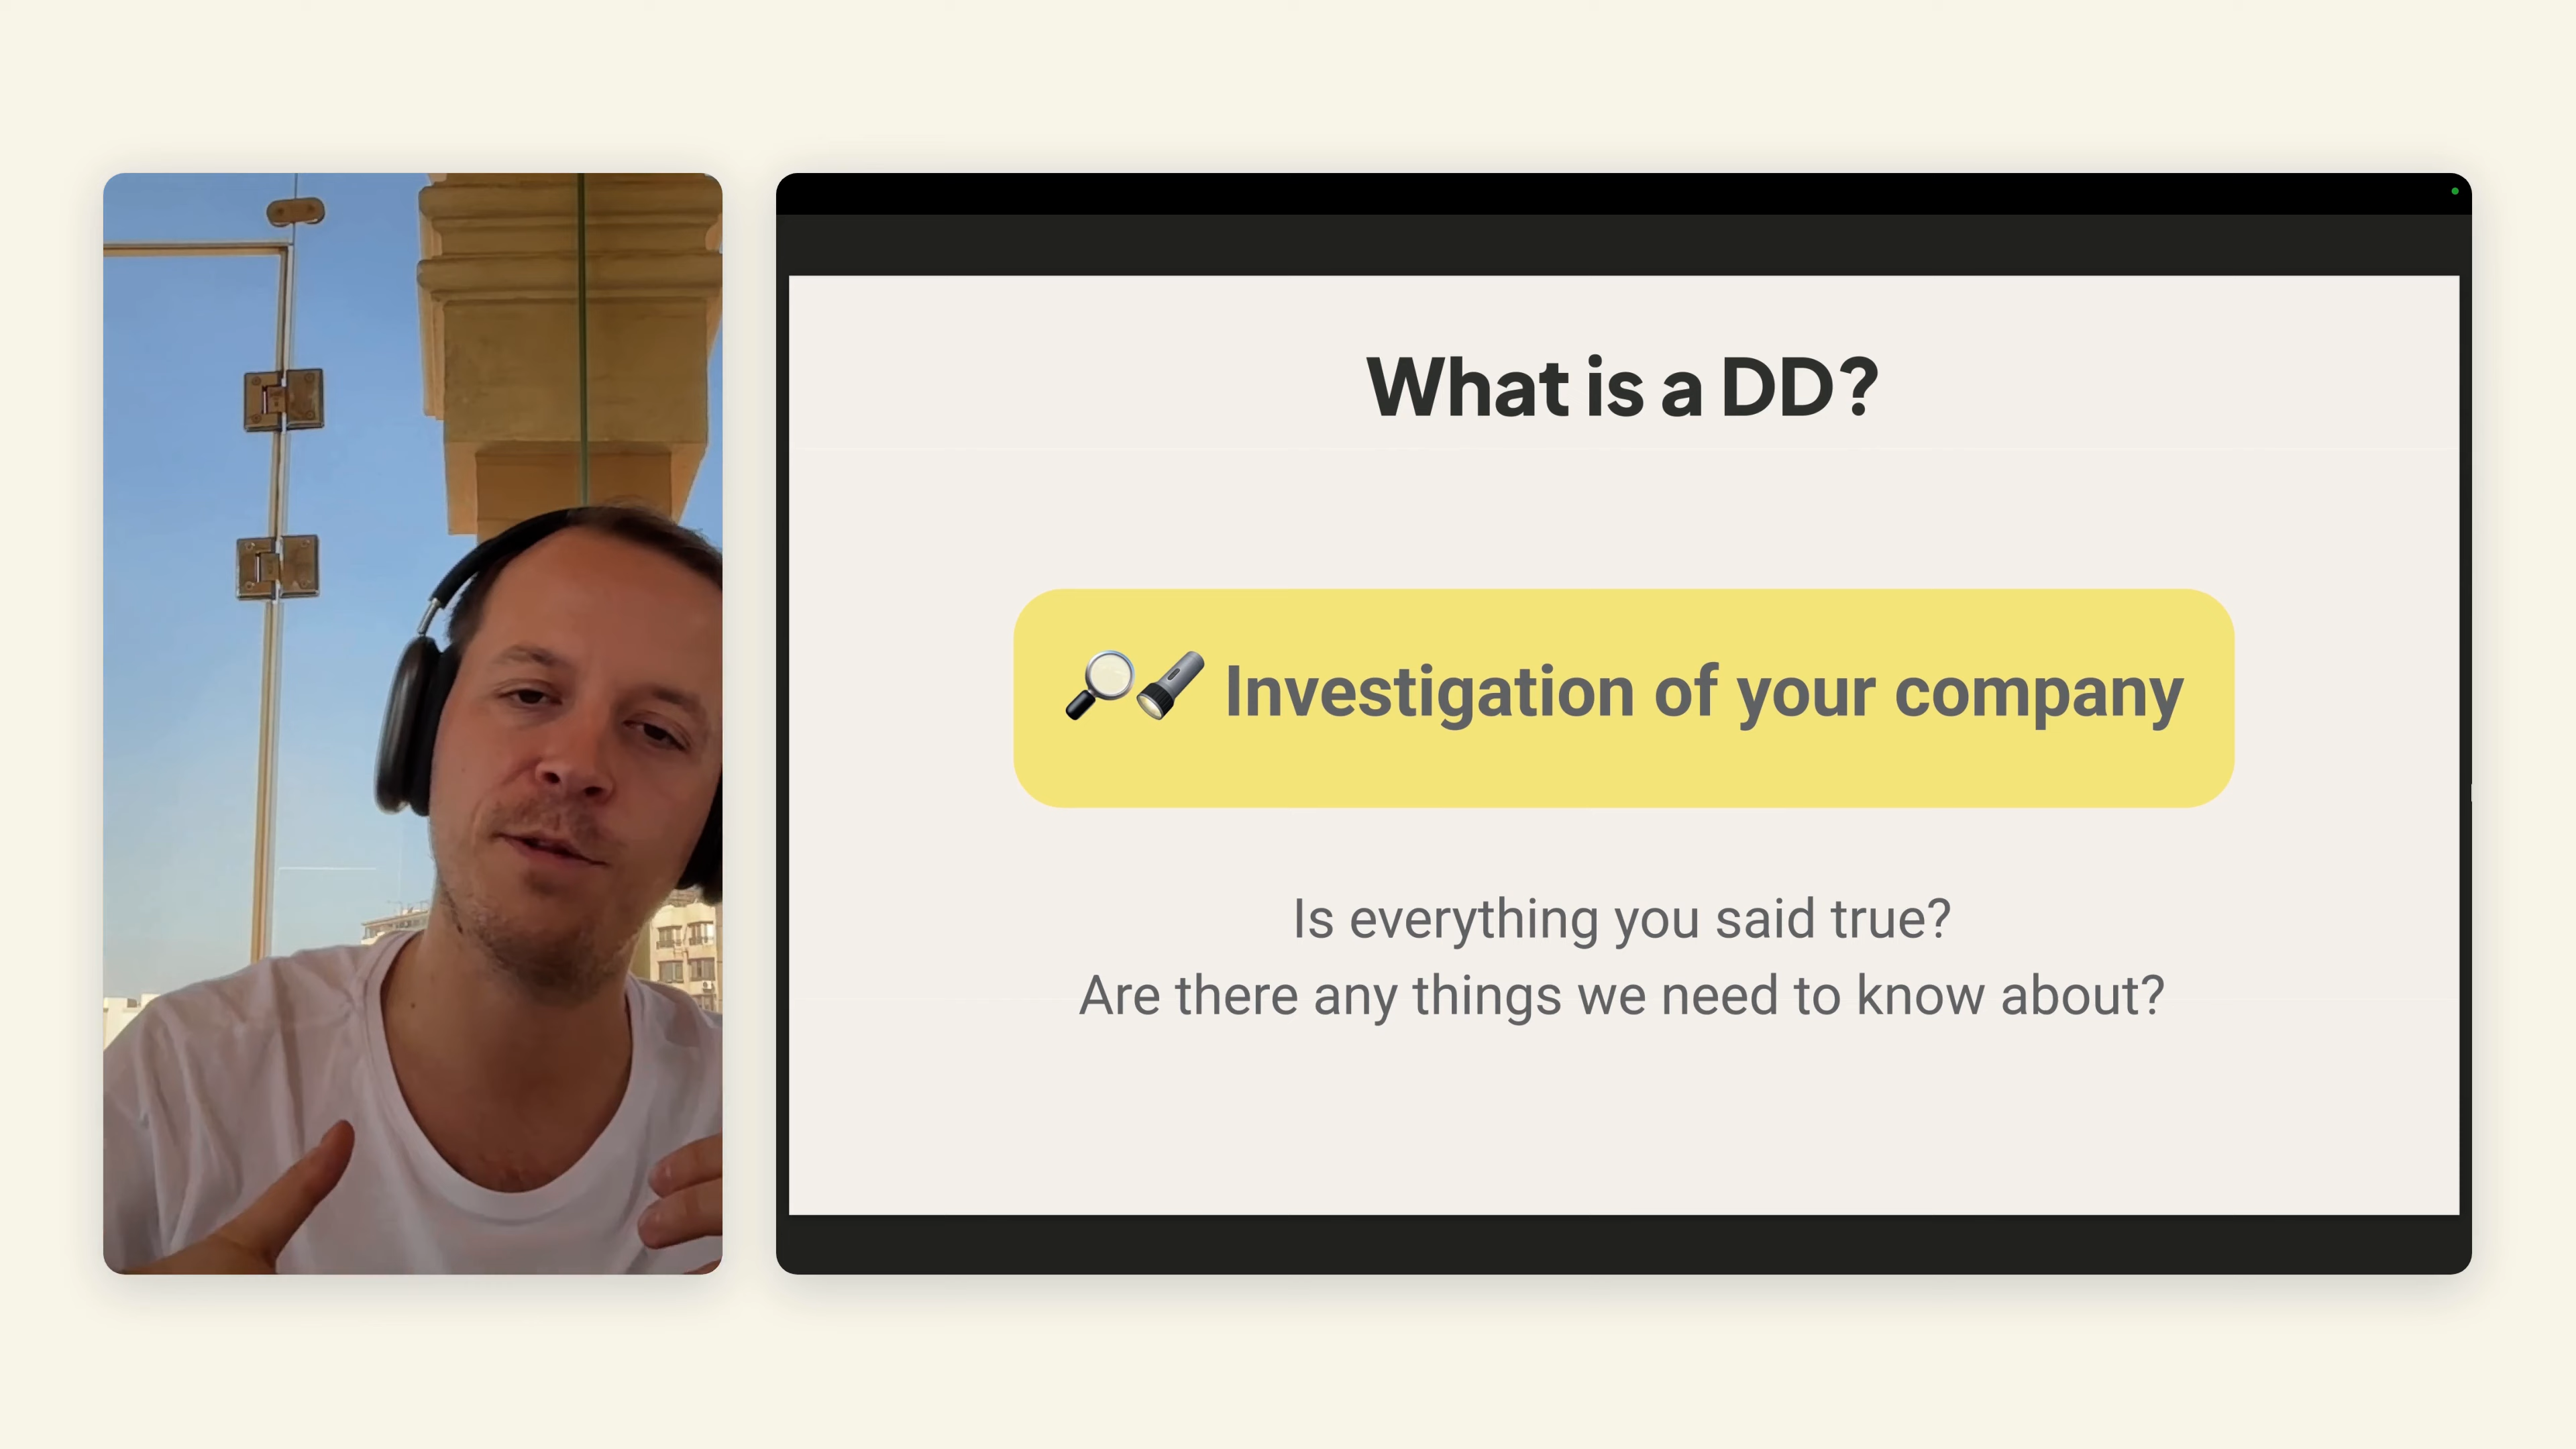 What is a DD?
Investigation of your company
Is everything you said true?
Are there any things we need to know about?